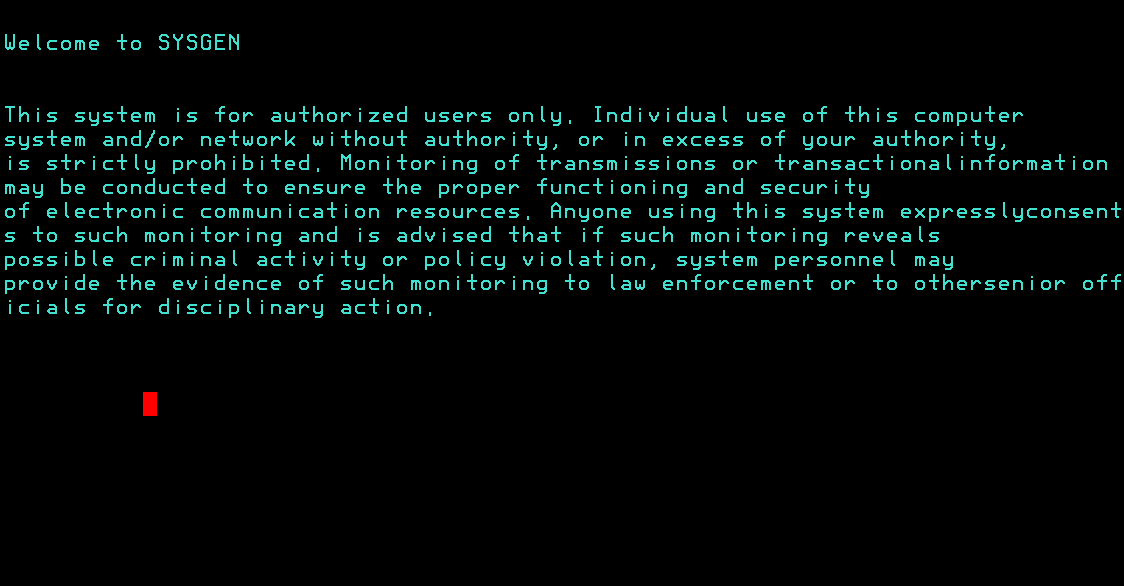 Welcome to SYSGEN
This system is for authorized users only. Individual use of this computer
system and/or network without authority, or in excess of your authority,
is strictly prohibited. Monitoring of transmissions or transactionalinformation
may be conducted to ensure the proper functioning and security
of electronic communication resources. Anyone using this system expresslyconsent
s to such monitoring and is advised that if such monitoring reveals
possible criminal activity or policy violation, system personnel may
provide the evidence of such monitoring to law enforcement or to othersenior off
icials for disciplinary action.